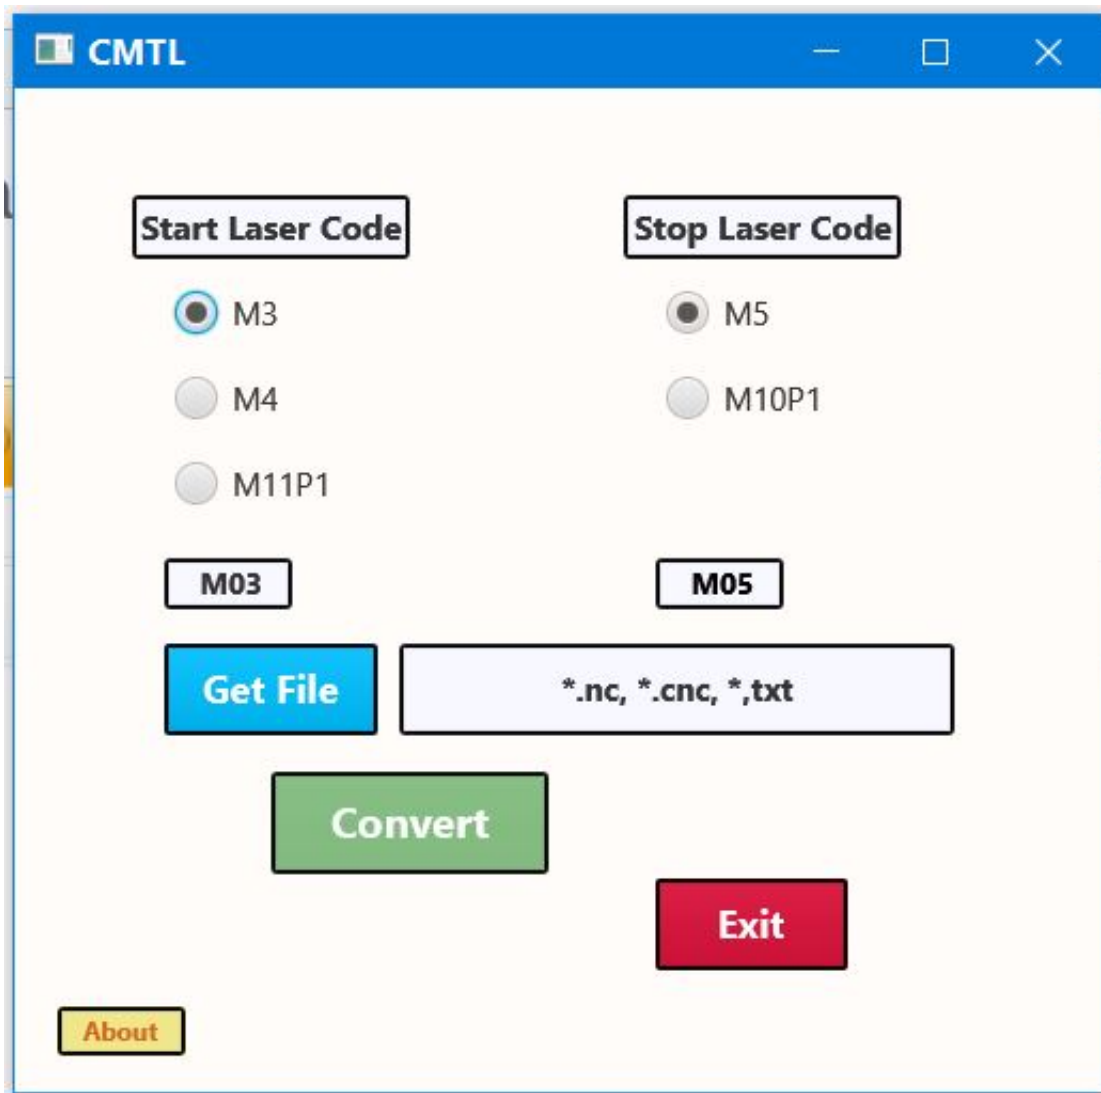 CMTL
Start Laser Code Stop Laser Code
M3 M5
M4 M10P1
M11P1
M03 M05
Get File *.nc, *.cnc, *,txt
Convert
Exit
About